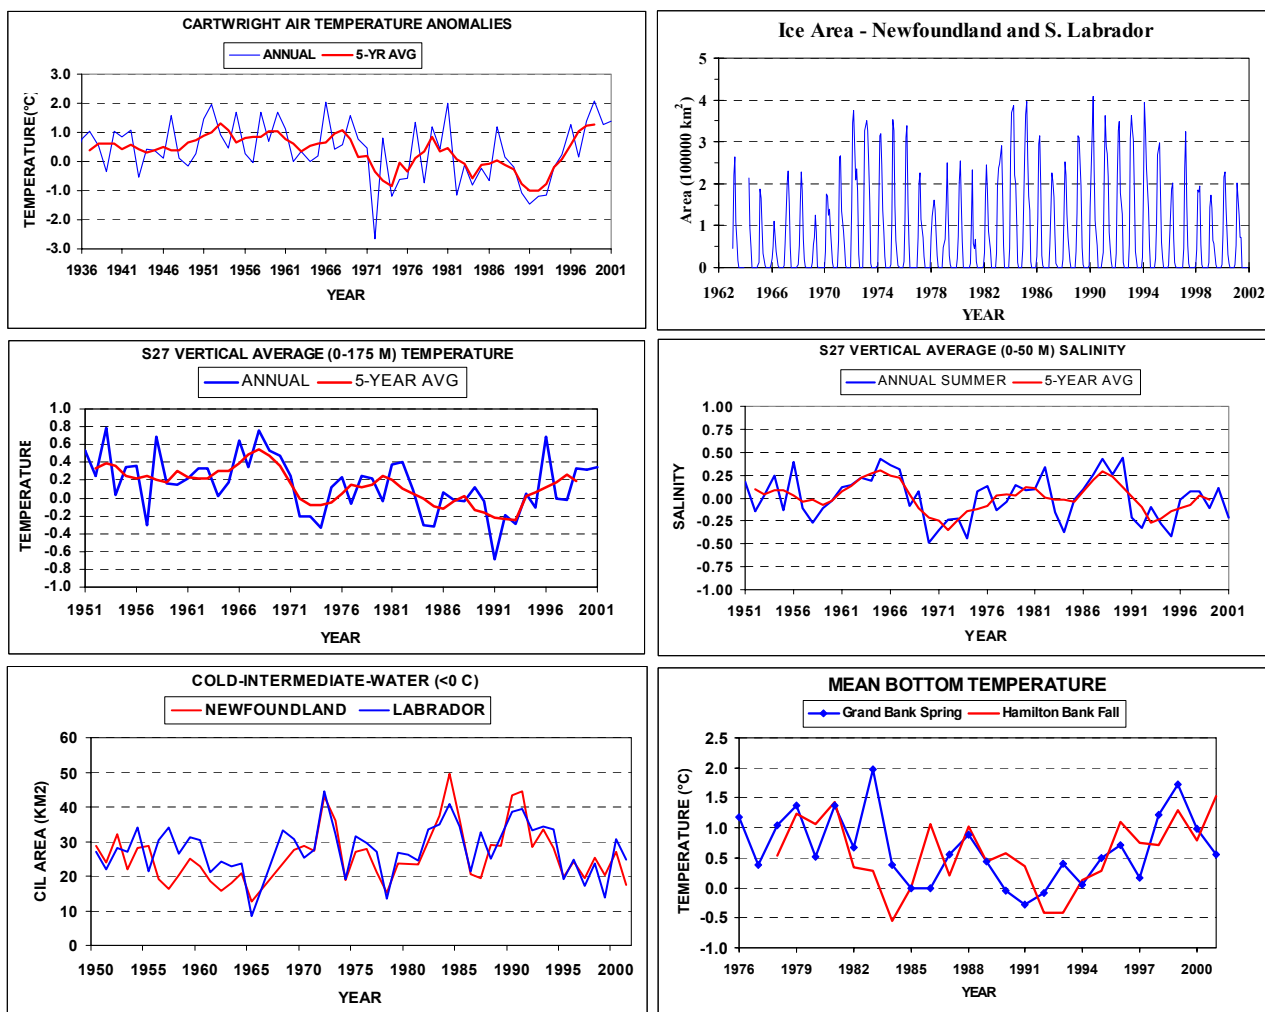 CARTWRIGHT AIR TEMPERATURE ANOMALIES
ANNUAL 5-YR AVG
TEMPERATURE(°C)
3.0
2.0
1.0
0.0
-1.0
-2.0
-3.0
1936 1941 1946 1951 1956 1961 1966 1971 1976 1981 1986 1991 1996 2001
YEAR
Ice Area - Newfoundland and S. Labrador
Area (100000 km2)
5
4
3
2
1
0
1962 1966 1970 1974 1978 1982 1986 1990 1994 1998 2002
YEAR
S27 VERTICAL AVERAGE (0-175 M) TEMPERATURE
ANNUAL 5-YEAR AVG
TEMPERATURE
1.0
0.8
0.6
0.4
0.2
0.0
-0.2
-0.4
-0.6
-0.8
-1.0
1951 1956 1961 1966 1971 1976 1981 1986 1991 1996 2001
YEAR
S27 VERTICAL AVERAGE (0-50 M) SALINITY
ANNUAL SUMMER 5-YEAR AVG
SALINITY
1.00
0.75
0.50
0.25
0.00
-0.25
-0.50
-0.75
-1.00
1951 1956 1961 1966 1971 1976 1981 1986 1991 1996 2001
YEAR
COLD-INTERMEDIATE-WATER (<0 C)
NEWFOUNDLAND LABRADOR
CIL AREA (KM2)
60
50
40
30
20
10
0
1950 1955 1960 1965 1970 1975 1980 1985 1990 1995 2000
YEAR
MEAN BOTTOM TEMPERATURE
Grand Bank Spring Hamilton Bank Fall
TEMPERATURE (°C)
2.5
2.0
1.5
1.0
0.5
0.0
-0.5
-1.0
1976 1979 1982 1985 1988 1991 1994 1997 2000
YEAR